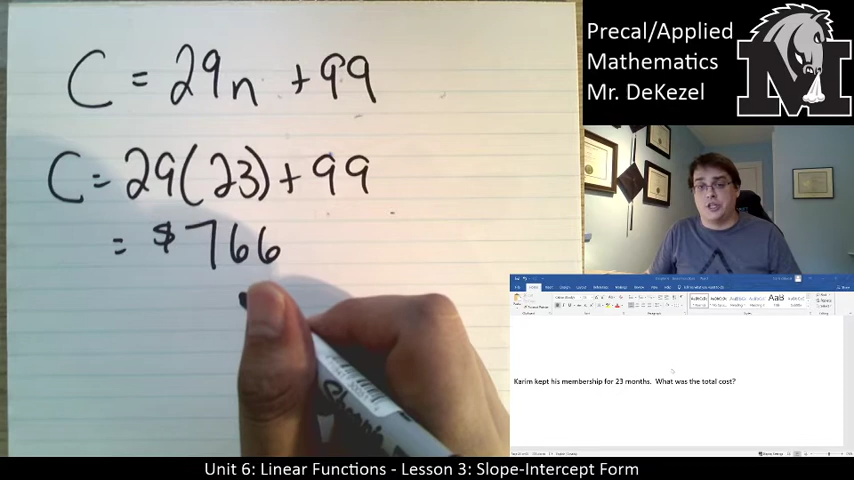 C = 29n + 99
C = 29(23) + 99
= $766
Sharpie
Precal/Applied
Mathematics
Mr. DeKezel
M
Karim kept his membership for 23 months. What was the total cost?
Unit 6: Linear Functions - Lesson 3: Slope-Intercept Form